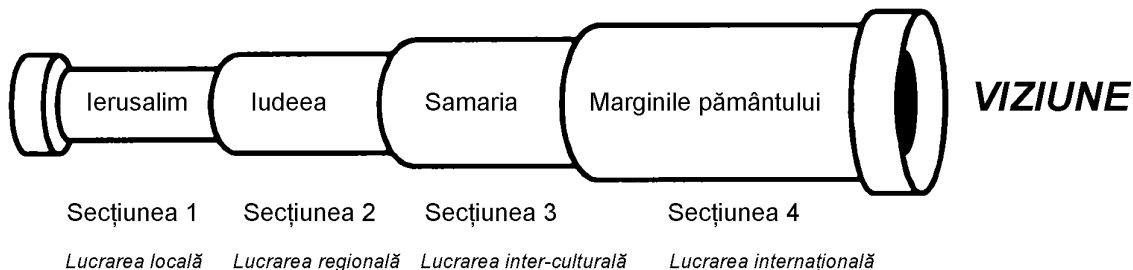 Ierusalim Iudeea Samaria Marginile pământului VIZIUNE
Secțiunea 1 Secțiunea 2 Secțiunea 3 Secțiunea 4
Lucrarea locală Lucrarea regională Lucrarea inter-culturală Lucrarea internațională